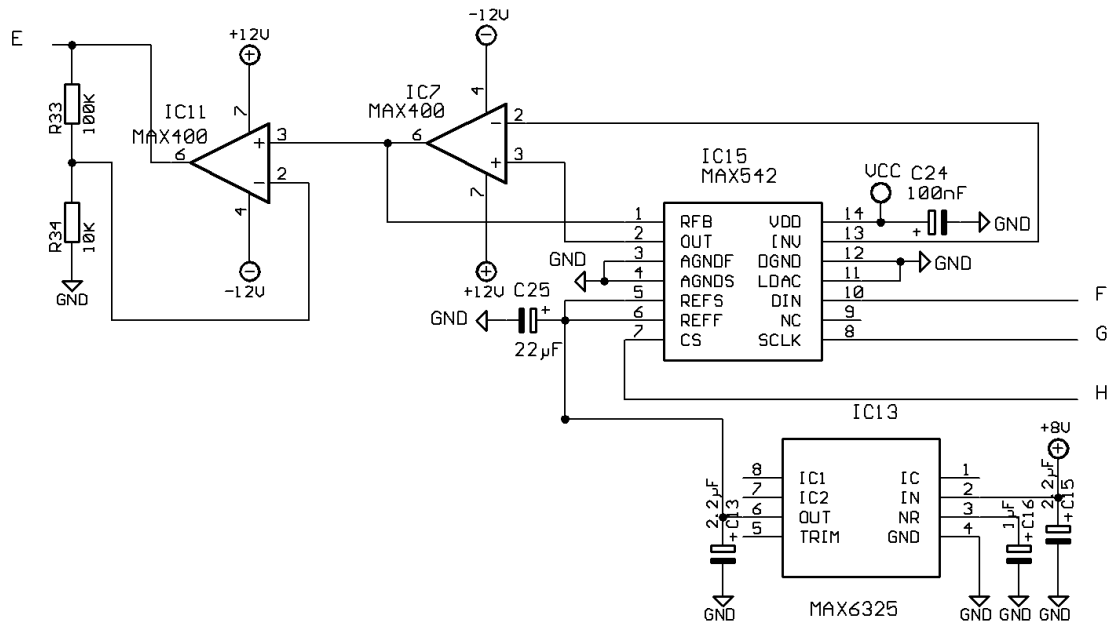 E
+12V
-12V
R33
100K
IC11
MAX400
7
6
3
2
4
+
−
-12V
R34
10K
GND
IC7
MAX400
4
6
2
3
7
−
+
+12V
IC15
MAX542
VCC
C24
100nF
+
GND
1 RFB VDD 14
2 OUT INV 13
3 AGNDF DGND 12
4 AGNDS LDAC 11
5 REFS DIN 10
6 REFF NC 9
7 CS SCLK 8
GND
GND
C25
+
GND
22µF
F
G
H
IC13
+8V
8 IC1 IC 1
7 IC2 IN 2
6 OUT NR 3
5 TRIM GND 4
2.2µF
+C13
1µF
+C16
2.2µF
+C15
GND
MAX6325
GND
GND
GND